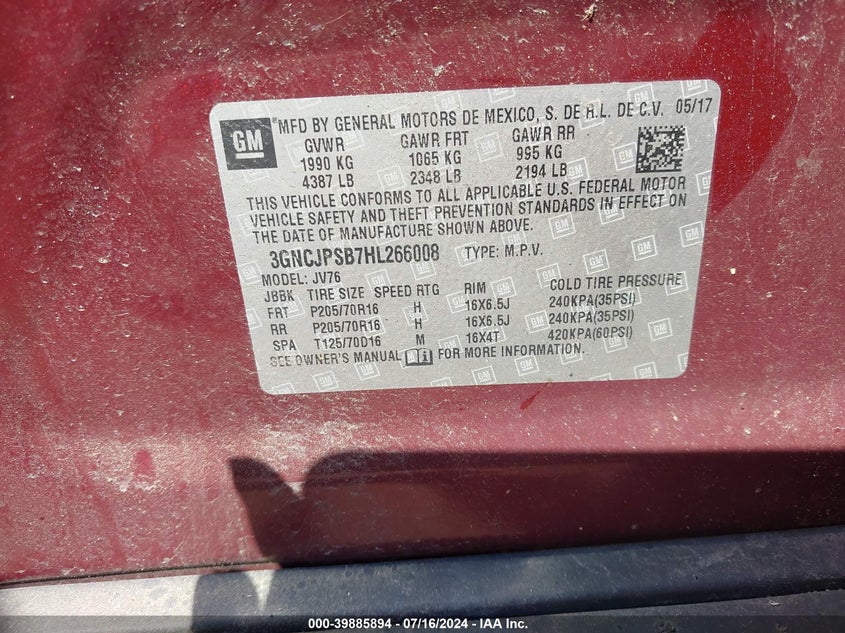 GM
*MFD BY GENERAL MOTORS DE MEXICO, S. DE R.L. DE C.V. 05/17
GVWR GAWR FRT GAWR RR
1990 KG 1065 KG 995 KG
4387 LB 2348 LB 2194 LB
THIS VEHICLE CONFORMS TO ALL APPLICABLE U.S. FEDERAL MOTOR
VEHICLE SAFETY AND THEFT PREVENTION STANDARDS IN EFFECT ON
THE DATE OF MANUFACTURE SHOWN ABOVE.
3GNCJPSB7HL266008 TYPE: M.P.V.
MODEL: JV76
JBBK TIRE SIZE SPEED RTG RIM COLD TIRE PRESSURE
FRT P205/70R16 H 16X6.5J 240KPA(35PSI)
RR P205/70R16 H 16X6.5J 240KPA(35PSI)
SPA T125/70D16 M 16X4T 420KPA(60PSI)
SEE OWNER'S MANUAL FOR MORE INFORMATION.
000-39885894 / 07/16/2024 / IAA Inc.